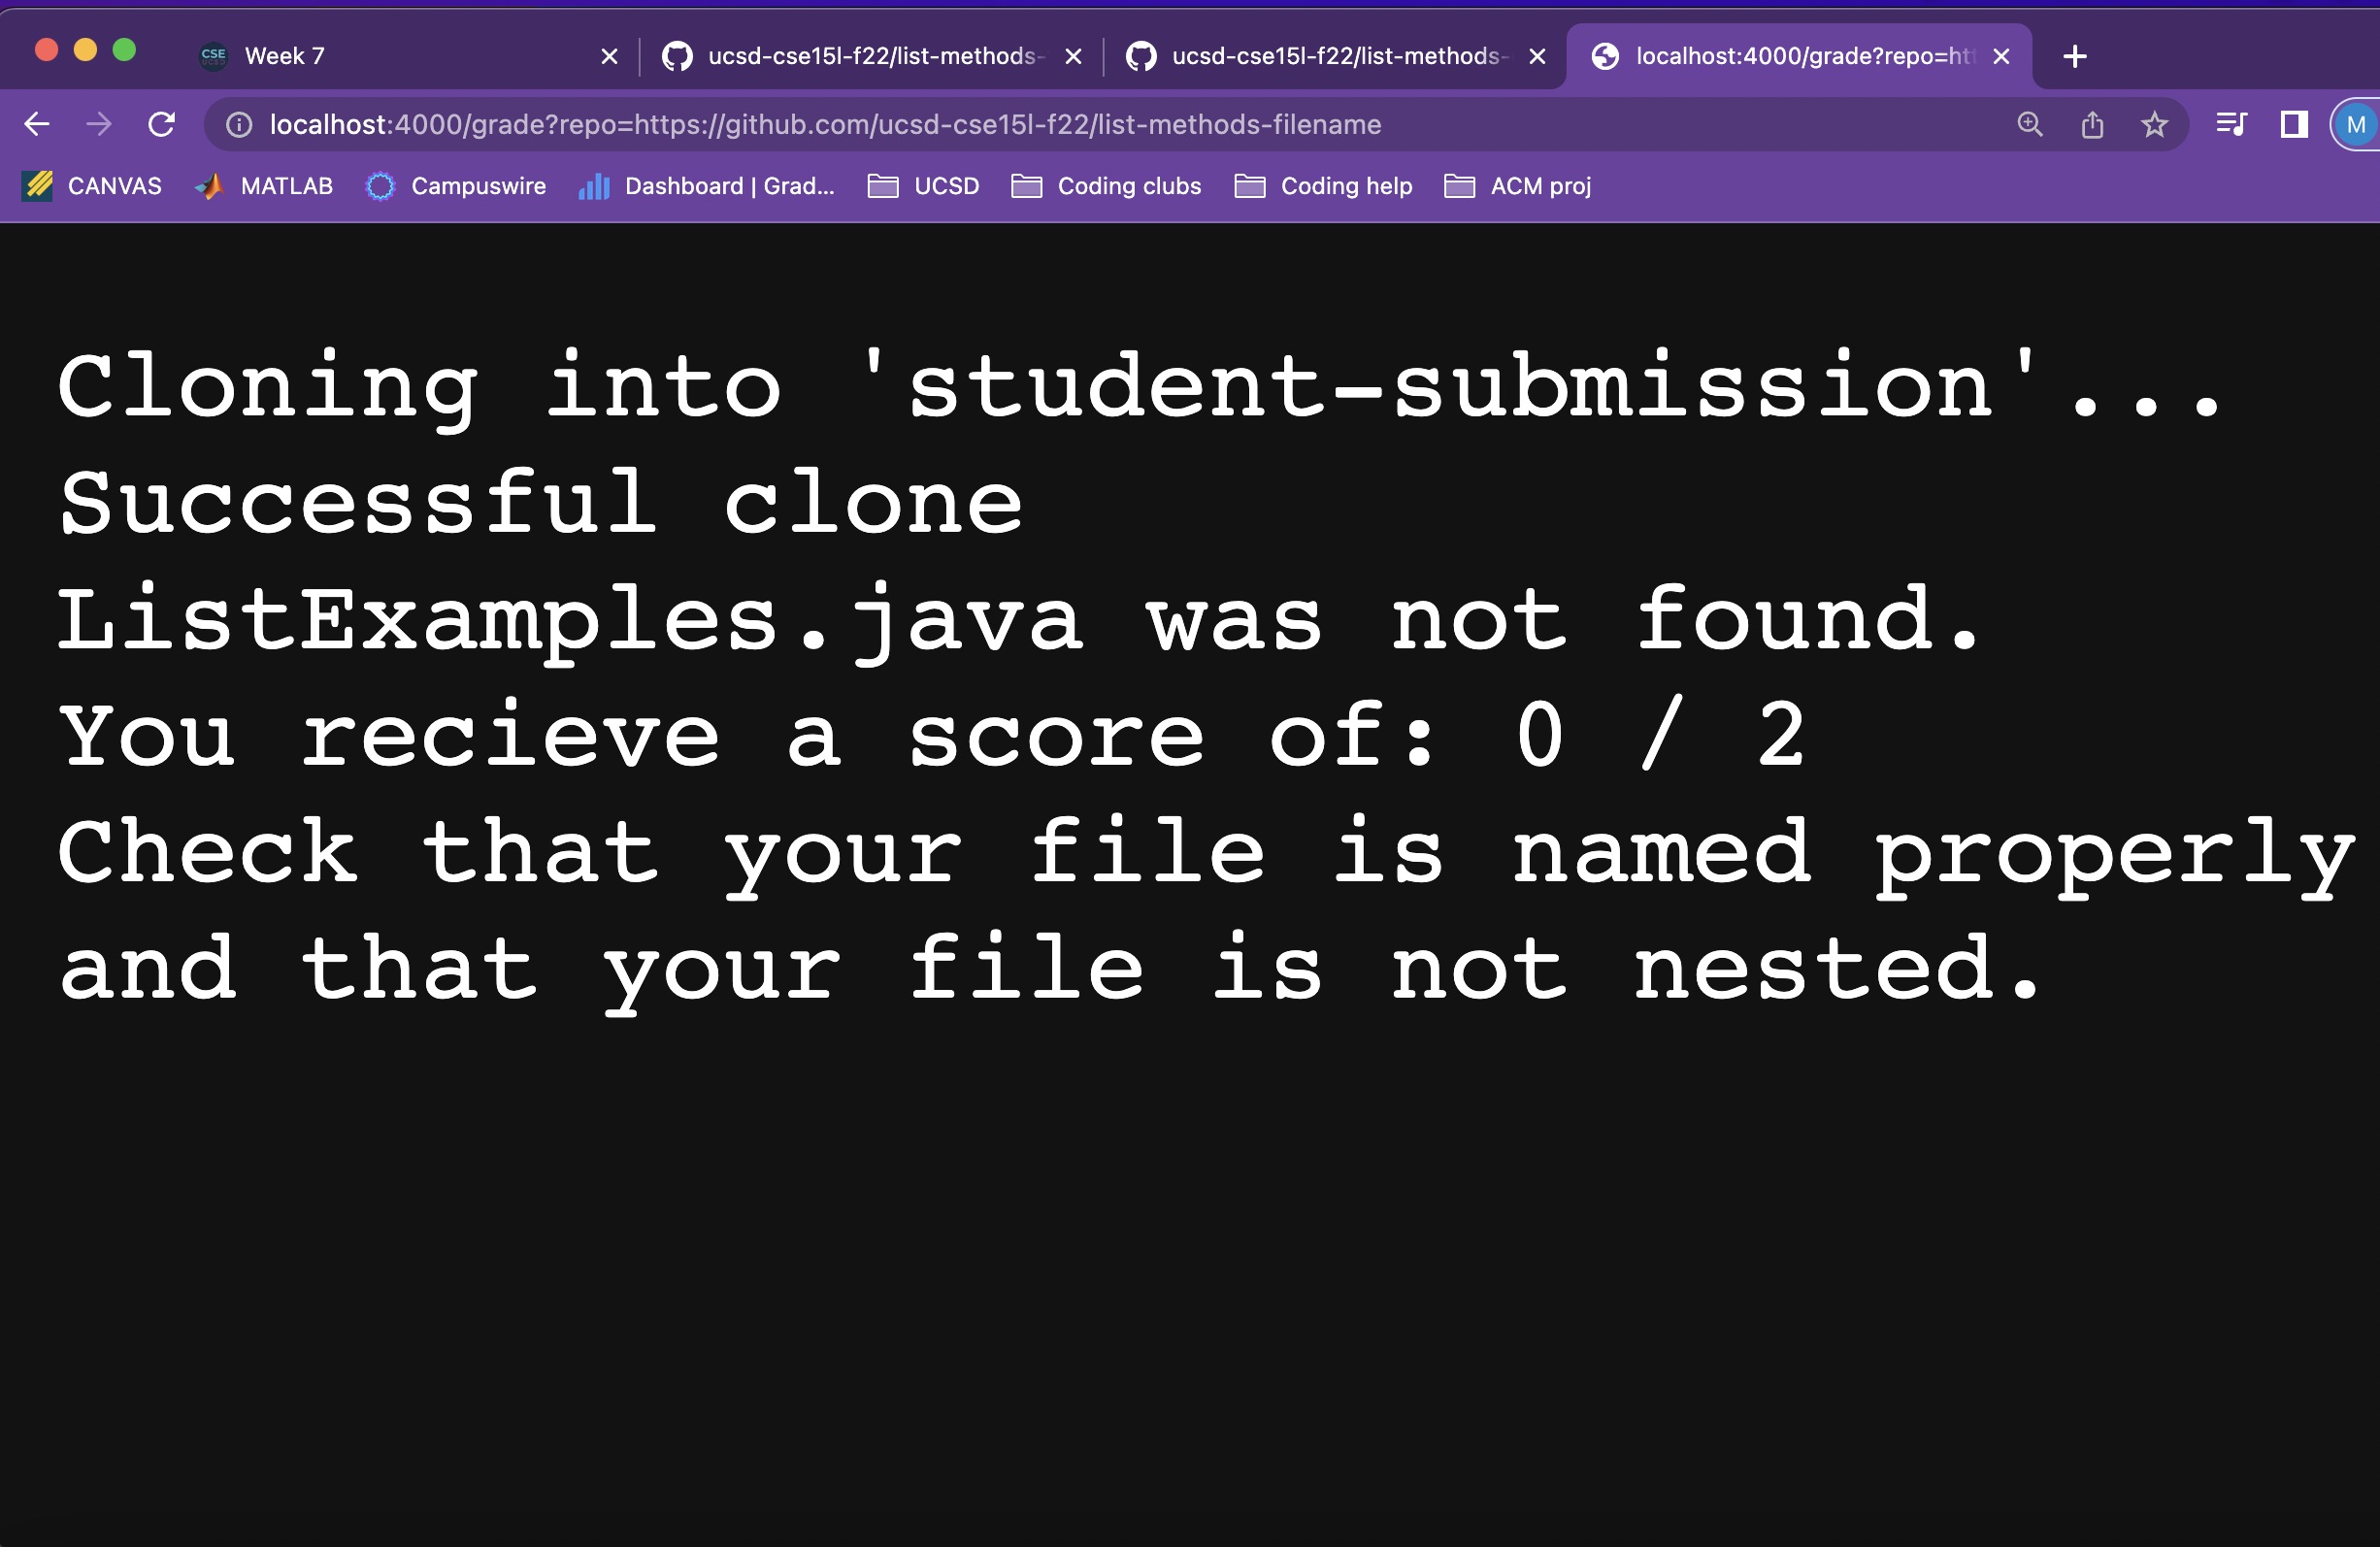 CSE UCSD Week 7
ucsd-cse15l-f22/list-methods-
ucsd-cse15l-f22/list-methods-
localhost:4000/grade?repo=htt
localhost:4000/grade?repo=https://github.com/ucsd-cse15l-f22/list-methods-filename
M
CANVAS MATLAB Campuswire Dashboard | Grad... UCSD Coding clubs Coding help ACM proj
Cloning into 'student-submission'...
Successful clone
ListExamples.java was not found.
You recieve a score of: 0 / 2
Check that your file is named properly
and that your file is not nested.